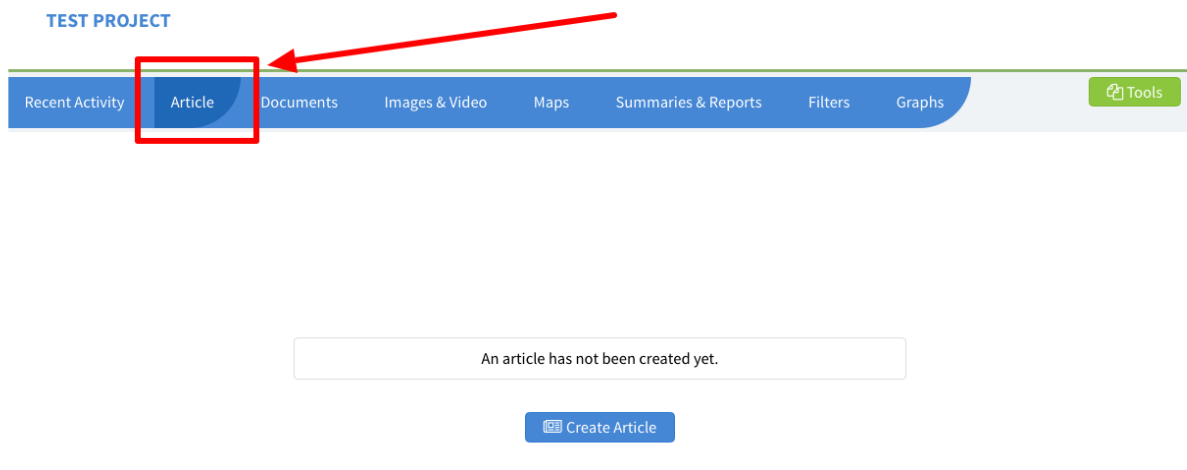 TEST PROJECT
Recent Activity Article Documents Images & Video Maps Summaries & Reports Filters Graphs Tools
An article has not been created yet.
Create Article